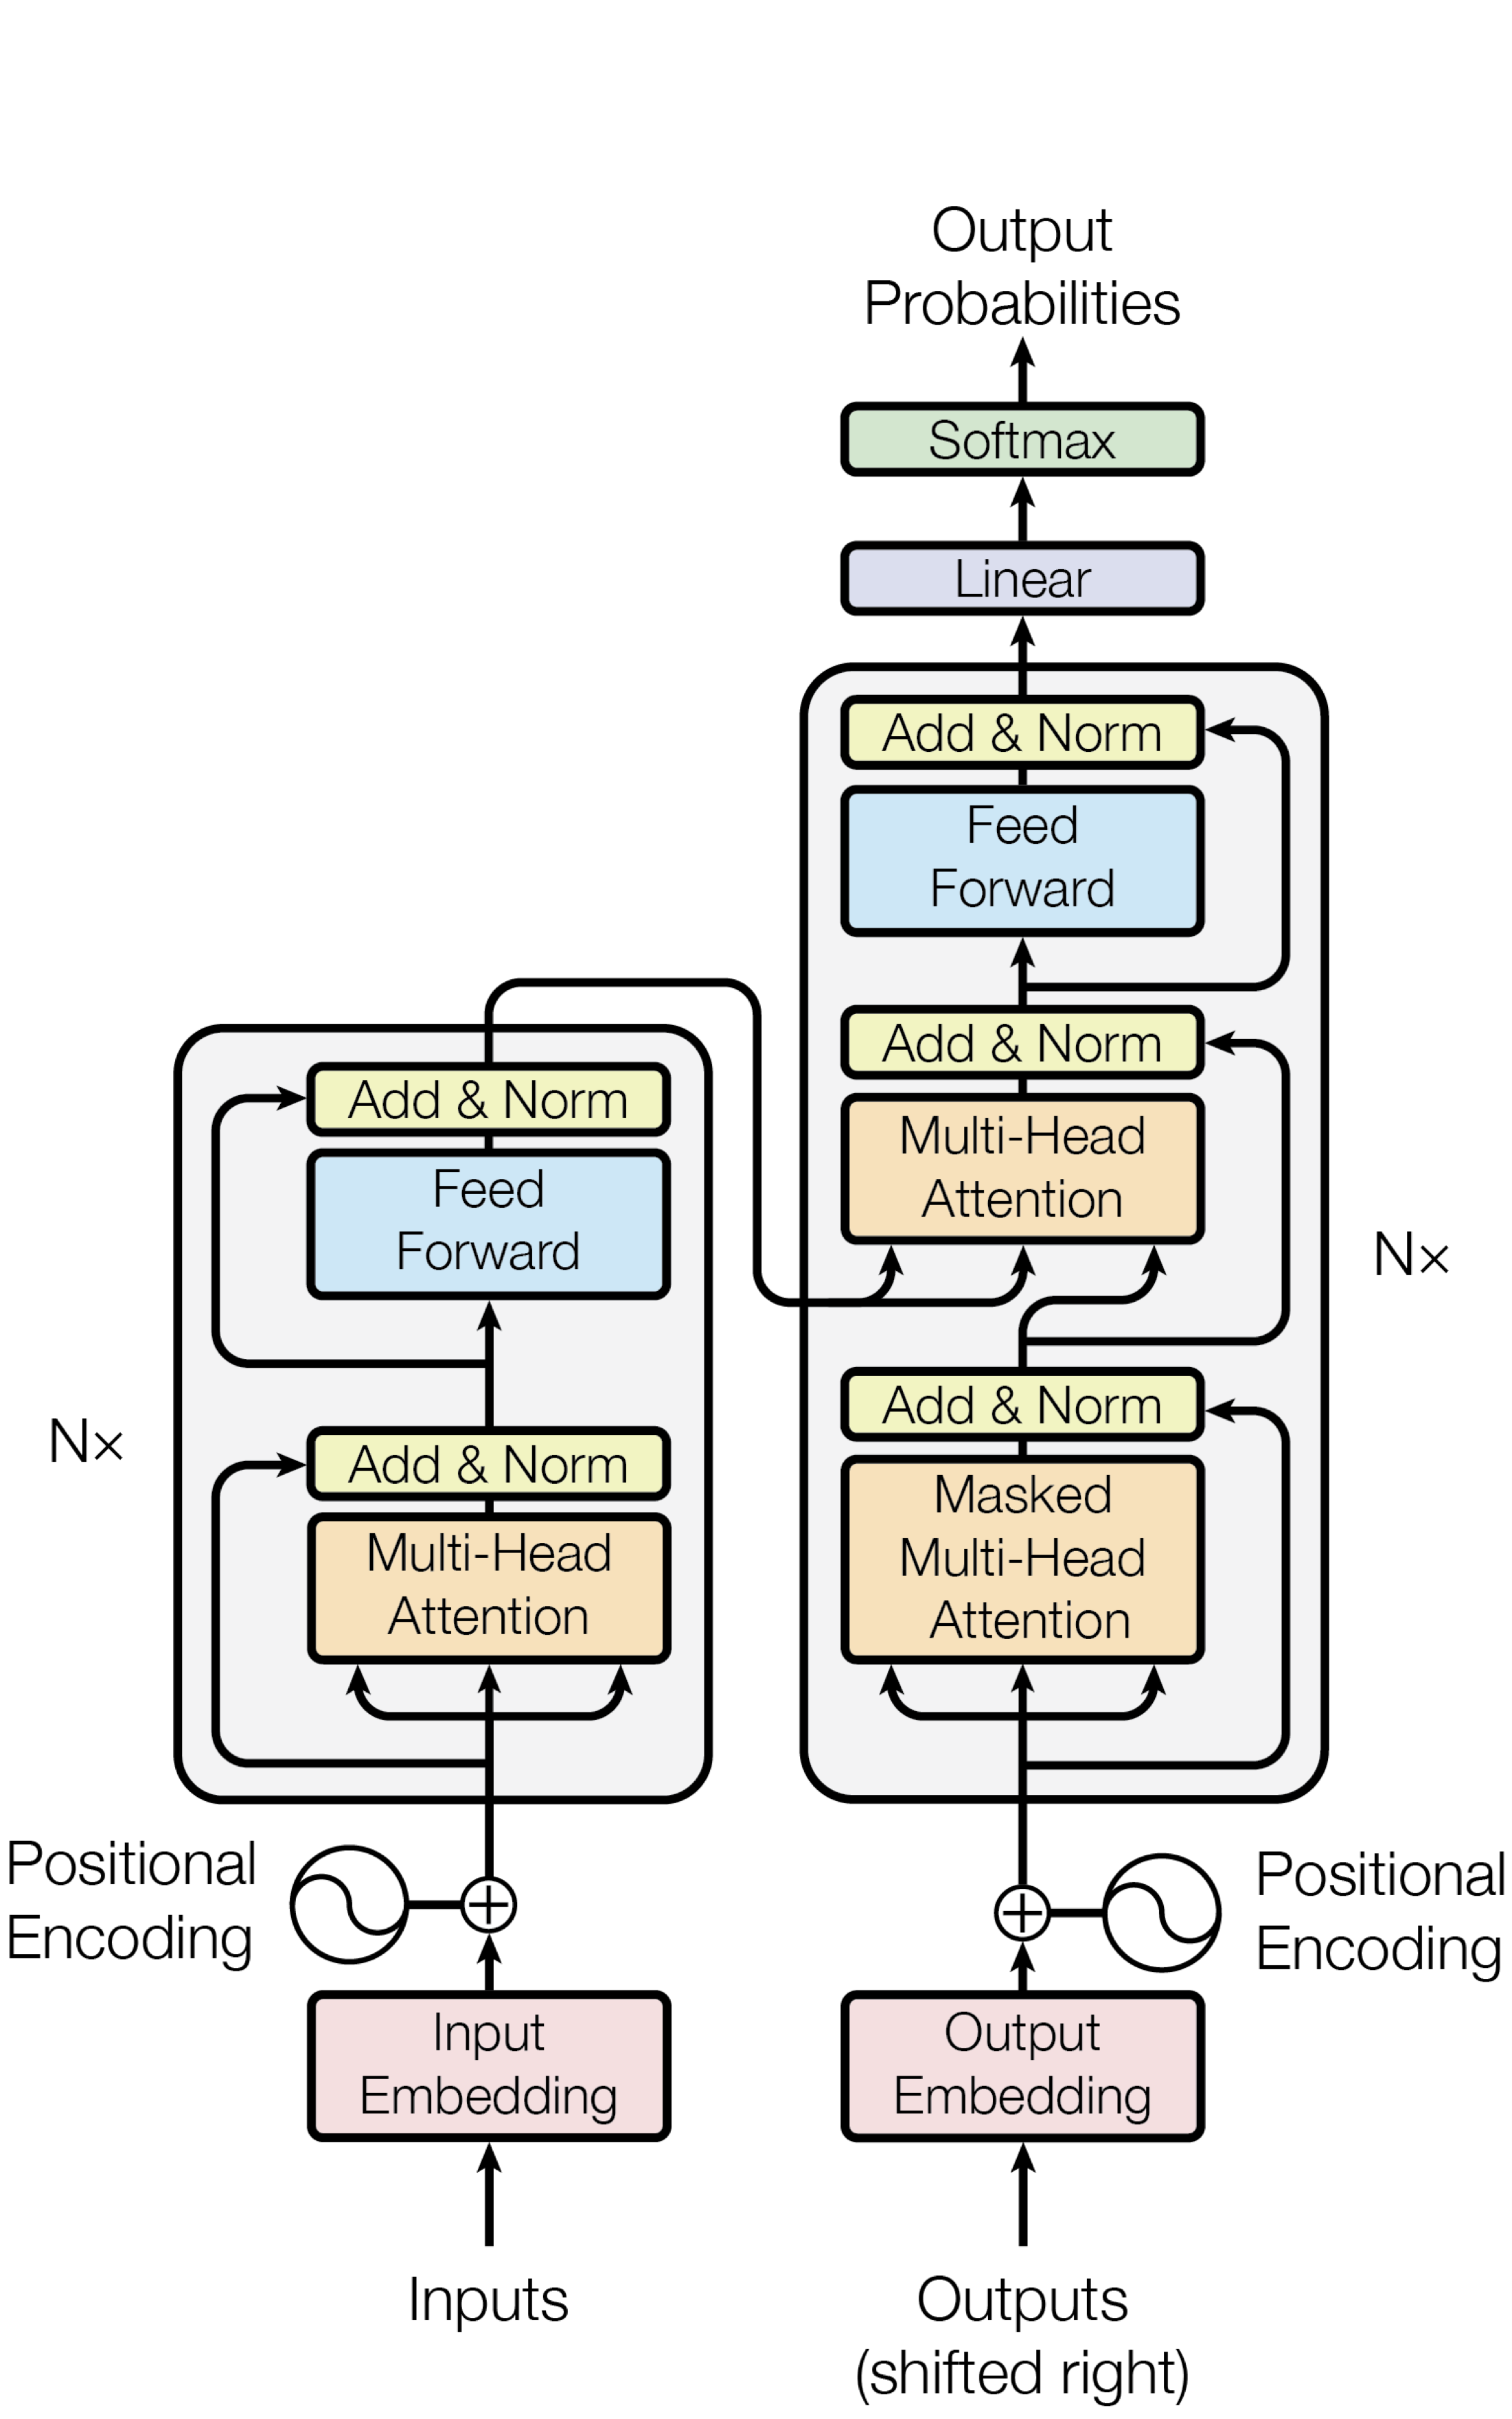 Output
Probabilities
Softmax
Linear
Add & Norm
Feed
Forward
Add & Norm
Multi-Head
Attention
Nx
Add & Norm
Masked
Multi-Head
Attention
Add & Norm
Feed
Forward
Nx
Add & Norm
Multi-Head
Attention
Positional
Encoding
Positional
Encoding
Input
Embedding
Output
Embedding
Inputs
Outputs
(shifted right)